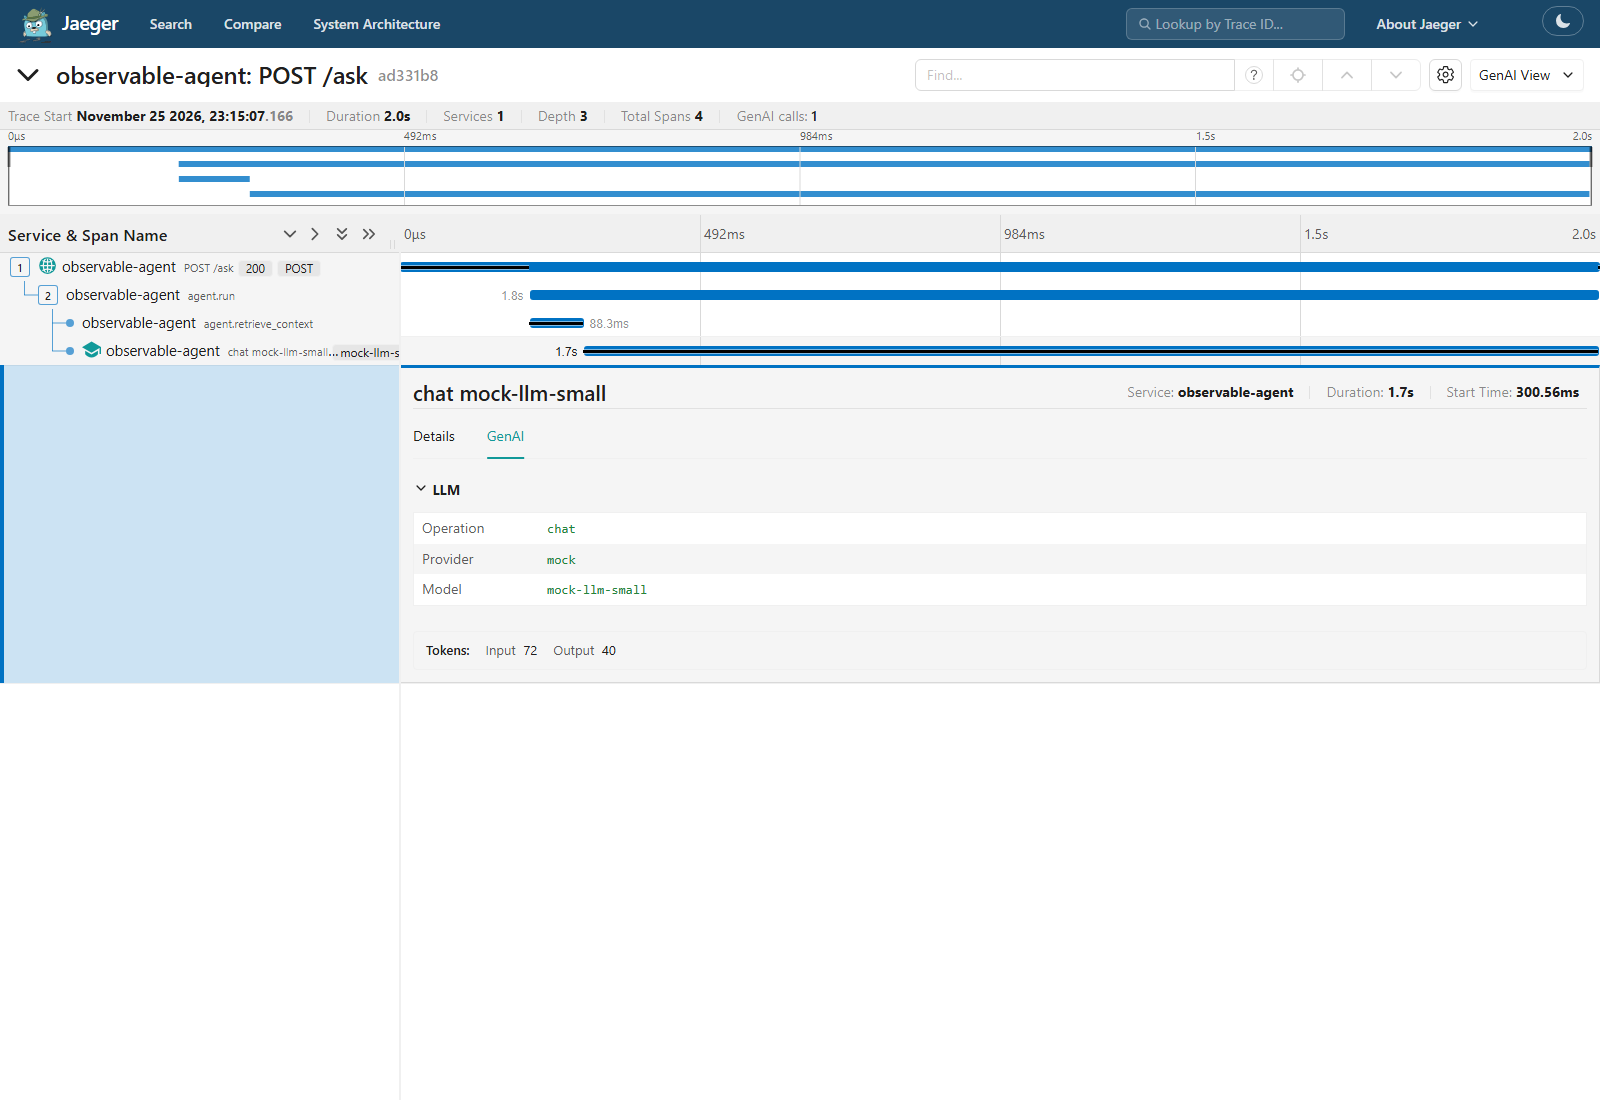 Jaeger Search Compare System Architecture Lookup by Trace ID... About Jaeger
observable-agent: POST /ask ad331b8 Find... ? GenAI View
Trace Start November 25 2026, 23:15:07.166 Duration 2.0s Services 1 Depth 3 Total Spans 4 GenAI calls: 1
0μs 492ms 984ms 1.5s 2.0s
Service & Span Name 0μs 492ms 984ms 1.5s 2.0s
1 observable-agent POST /ask 200 POST
2 observable-agent agent.run 1.8s
observable-agent agent.retrieve_context 88.3ms
observable-agent chat mock-llm-small... mock-llm-s 1.7s
chat mock-llm-small Service: observable-agent Duration: 1.7s Start Time: 300.56ms
Details GenAI
LLM
Operation chat
Provider mock
Model mock-llm-small
Tokens: Input 72 Output 40